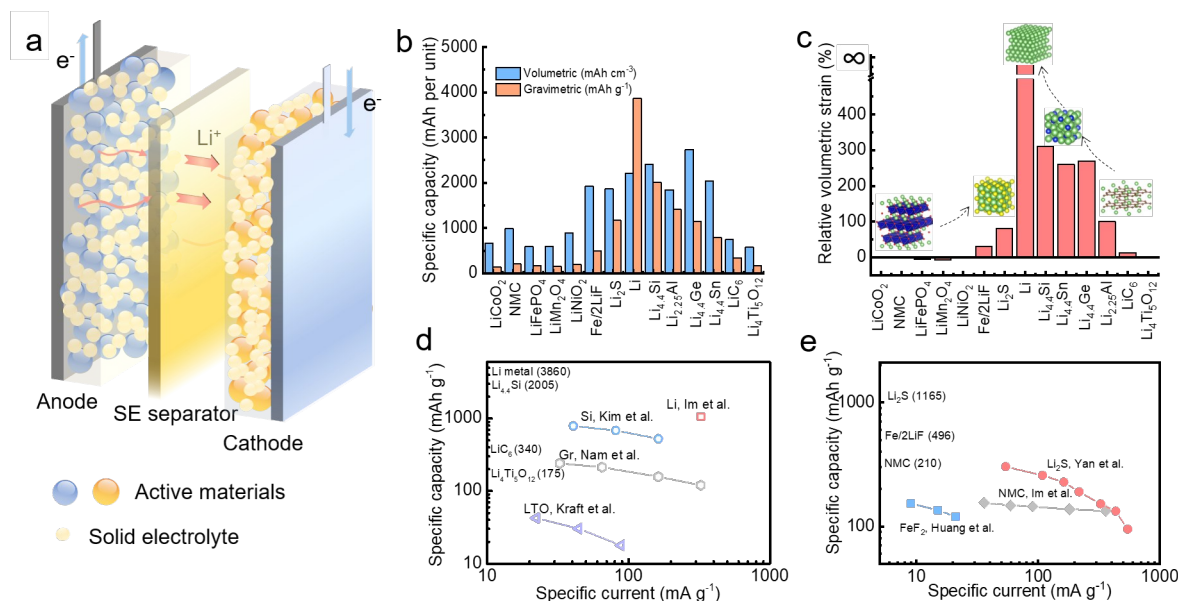 a
e⁻
Li⁺
e⁻
Anode
SE separator
Cathode
Active materials
Solid electrolyte
b
Specific capacity (mAh per unit)
5000
4000
3000
2000
1000
0
Volumetric (mAh cm⁻³)
Gravimetric (mAh g⁻¹)
LiCoO₂
NMC
LiFePO₄
LiMn₂O₄
LiNiO₂
Fe/2LiF
Li₂S
Li
Li₄.₄Si
Li₂.₂₅Al
Li₄.₄Ge
Li₄.₄Sn
LiC₆
Li₄Ti₅O₁₂
c
Relative volumetric strain (%)
∞
400
300
200
100
0
LiCoO₂
NMC
LiFePO₄
LiMn₂O₄
LiNiO₂
Fe/2LiF
Li₂S
Li
Li₄.₄Si
Li₄.₄Sn
Li₄.₄Ge
Li₂.₂₅Al
LiC₆
Li₄Ti₅O₁₂
d
Specific capacity (mAh g⁻¹)
1000
100
10
Li metal (3860)
Li₄.₄Si (2005)
Si, Kim et al.
Li, Im et al.
LiC₆ (340)
Gr, Nam et al.
Li₄Ti₅O₁₂ (175)
LTO, Kraft et al.
10
100
1000
Specific current (mA g⁻¹)
e
Specific capacity (mAh g⁻¹)
1000
100
Li₂S (1165)
Fe/2LiF (496)
NMC (210)
Li₂S, Yan et al.
NMC, Im et al.
FeF₂, Huang et al.
10
100
1000
Specific current (mA g⁻¹)